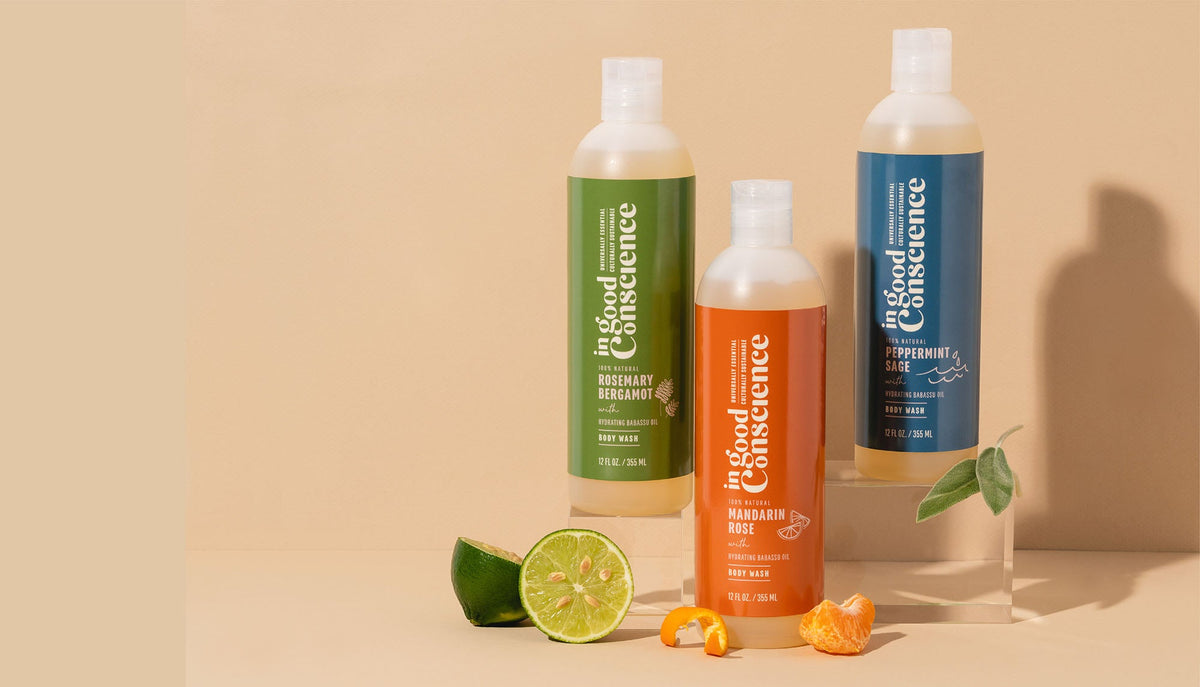 UNIVERSALLY ESSENTIAL
CULTURALLY SUSTAINABLE
in good
Conscience
100% NATURAL
ROSEMARY
BERGAMOT
with
HYDRATING BABASSU OIL
BODY WASH
12 FL OZ. / 355 ML
UNIVERSALLY ESSENTIAL
CULTURALLY SUSTAINABLE
in good
Conscience
100% NATURAL
MANDARIN
ROSE
with
HYDRATING BABASSU OIL
BODY WASH
12 FL OZ. / 355 ML
UNIVERSALLY ESSENTIAL
CULTURALLY SUSTAINABLE
in good
Conscience
100% NATURAL
PEPPERMINT
SAGE
with
HYDRATING BABASSU OIL
BODY WASH
12 FL OZ. / 355 ML